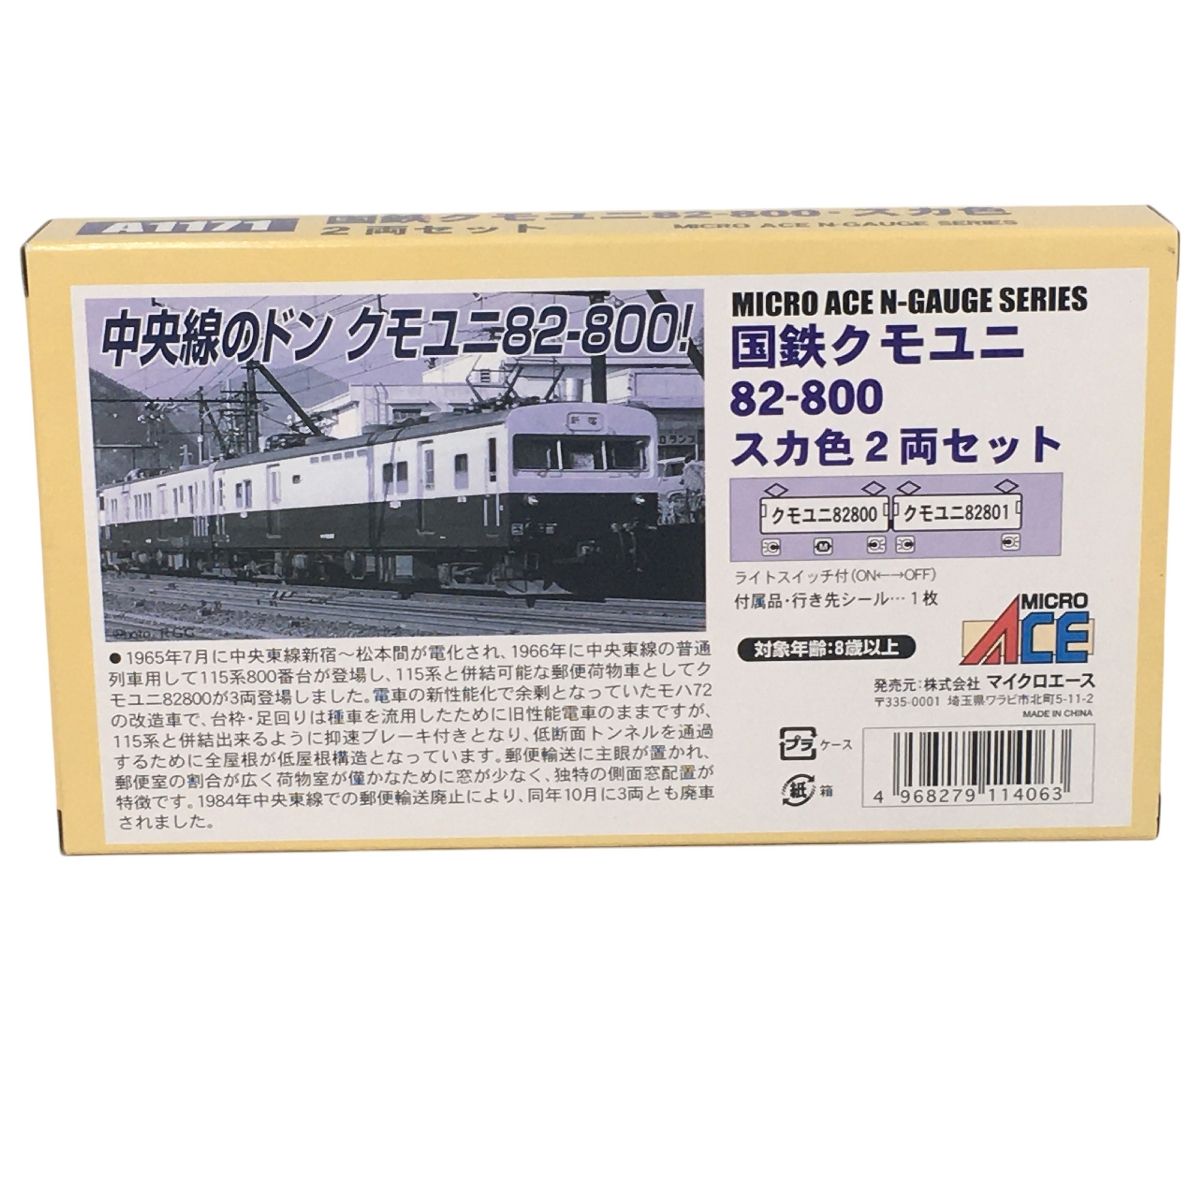 A1171
国鉄クモユニ82-800・スカ色
2両セット
MICRO ACE N-GAUGE SERIES
中央線のドン クモユニ82-800!
新宿
Photo. R.G.G
●1965年7月に中央東線新宿〜松本間が電化され、1966年に中央東線の普通
列車用して115系800番台が登場し、115系と併結可能な郵便荷物車としてク
モユニ82800が3両登場しました。電車の新性能化で余剰となっていたモハ72
の改造車で、台枠・足回りは種車を流用したために旧性能電車のままですが、
115系と併結出来るように抑速ブレーキ付きとなり、低断面トンネルを通過
するために全屋根が低屋根構造となっています。郵便輸送に主眼が置かれ、
郵便室の割合が広く荷物室が僅かなために窓が少なく、独特の側面窓配置が
特徴です。1984年中央東線での郵便輸送廃止により、同年10月に3両とも廃車
されました。
MICRO ACE N-GAUGE SERIES
国鉄クモユニ
82-800
スカ色2両セット
クモユニ82800 クモユニ82801
M
ライトスイッチ付(ON←→OFF)
付属品・行き先シール…1枚
対象年齢:8歳以上
MICRO
ACE
発売元:株式会社 マイクロエース
〒335-0001 埼玉県ワラビ市北町5-11-2
MADE IN CHINA
プラ ケース
紙 箱
4 968279 114063